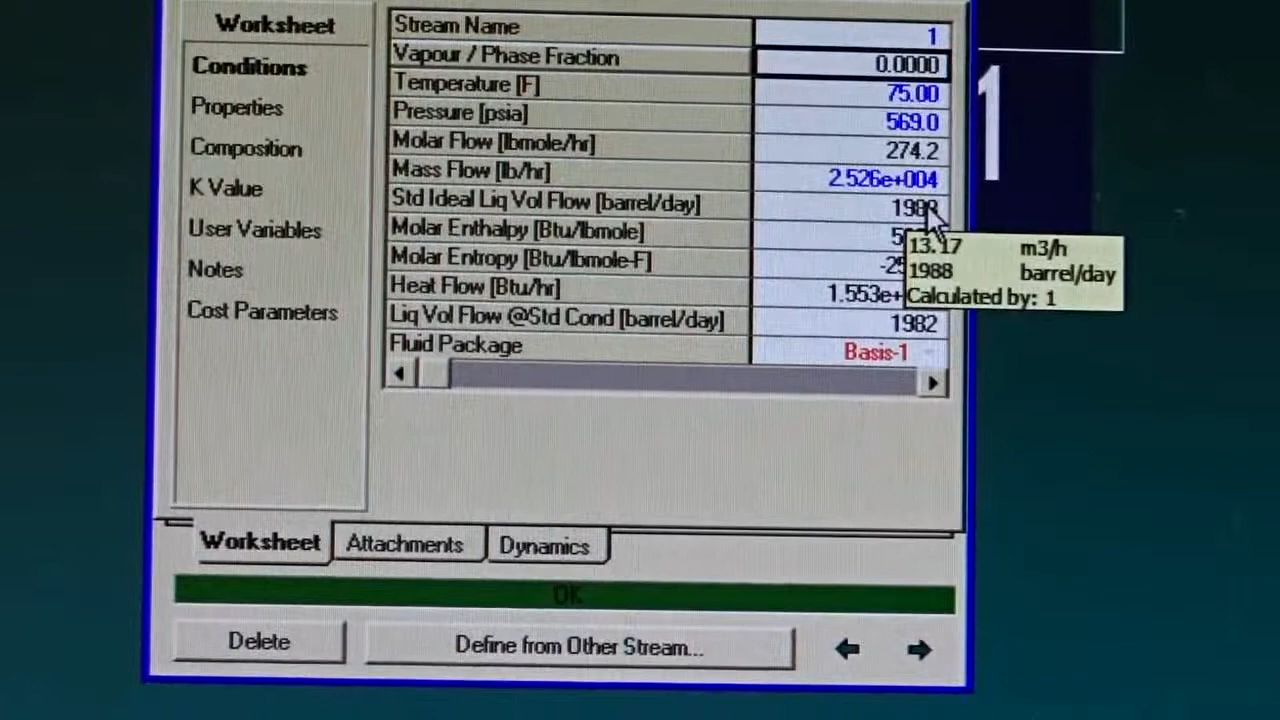 Worksheet
Conditions
Properties
Composition
K Value
User Variables
Notes
Cost Parameters
Stream Name 1
Vapour / Phase Fraction 0.0000
Temperature [F] 75.00
Pressure [psia] 569.0
Molar Flow [lbmole/hr] 274.2
Mass Flow [lb/hr] 2.526e+004
Std Ideal Liq Vol Flow [barrel/day] 1988
Molar Enthalpy [Btu/lbmole]
Molar Entropy [Btu/lbmole-F]
Heat Flow [Btu/hr]
Liq Vol Flow @Std Cond [barrel/day] 1982
Fluid Package Basis-1
13.17 m3/h
1988 barrel/day
Calculated by: 1
1
Worksheet Attachments Dynamics
OK
Delete Define from Other Stream...